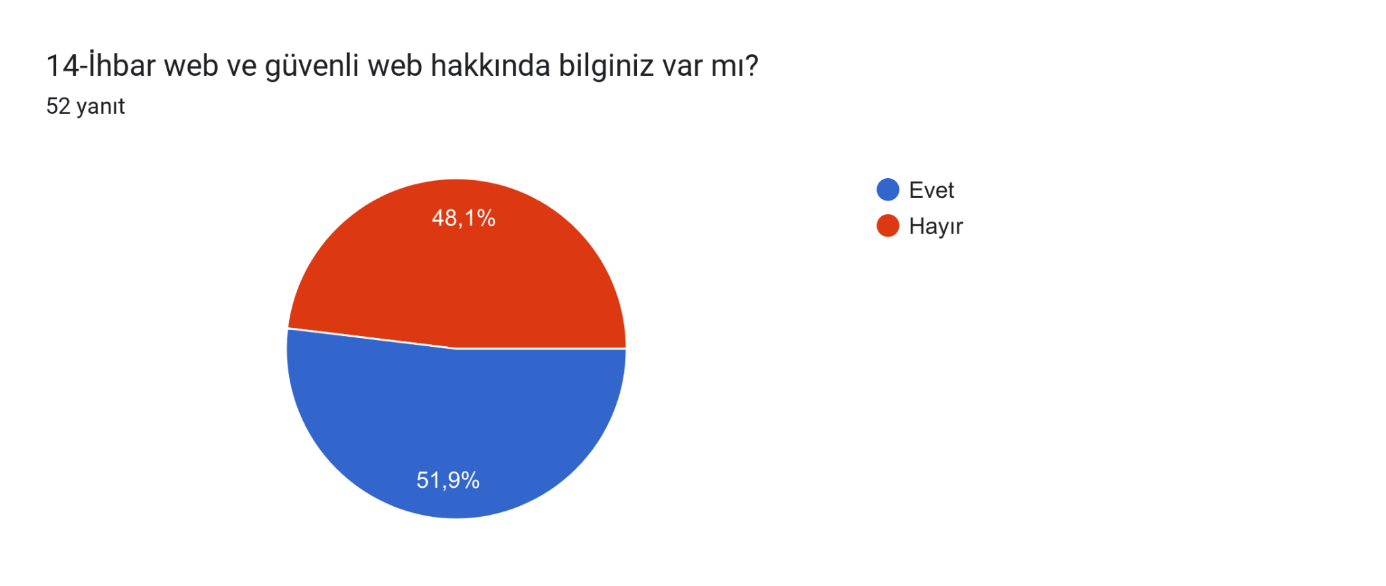 14-İhbar web ve güvenli web hakkında bilginiz var mı?
52 yanıt
Evet
Hayır
48,1%
51,9%